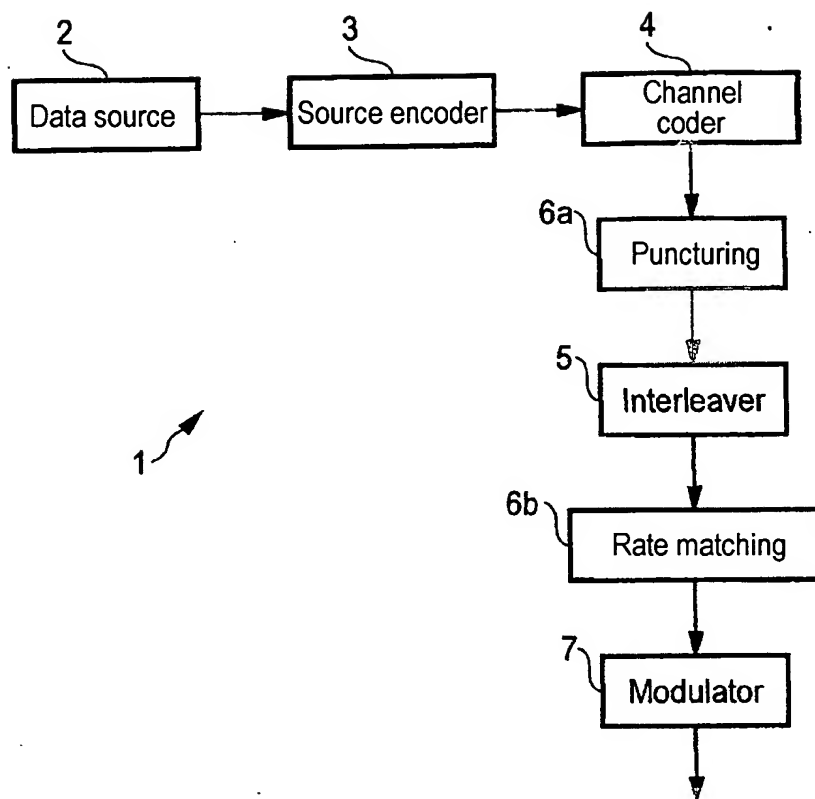 2
3
4
Data source
Source encoder
Channel
coder
6a
Puncturing
5
Interleaver
1
6b
Rate matching
7
Modulator